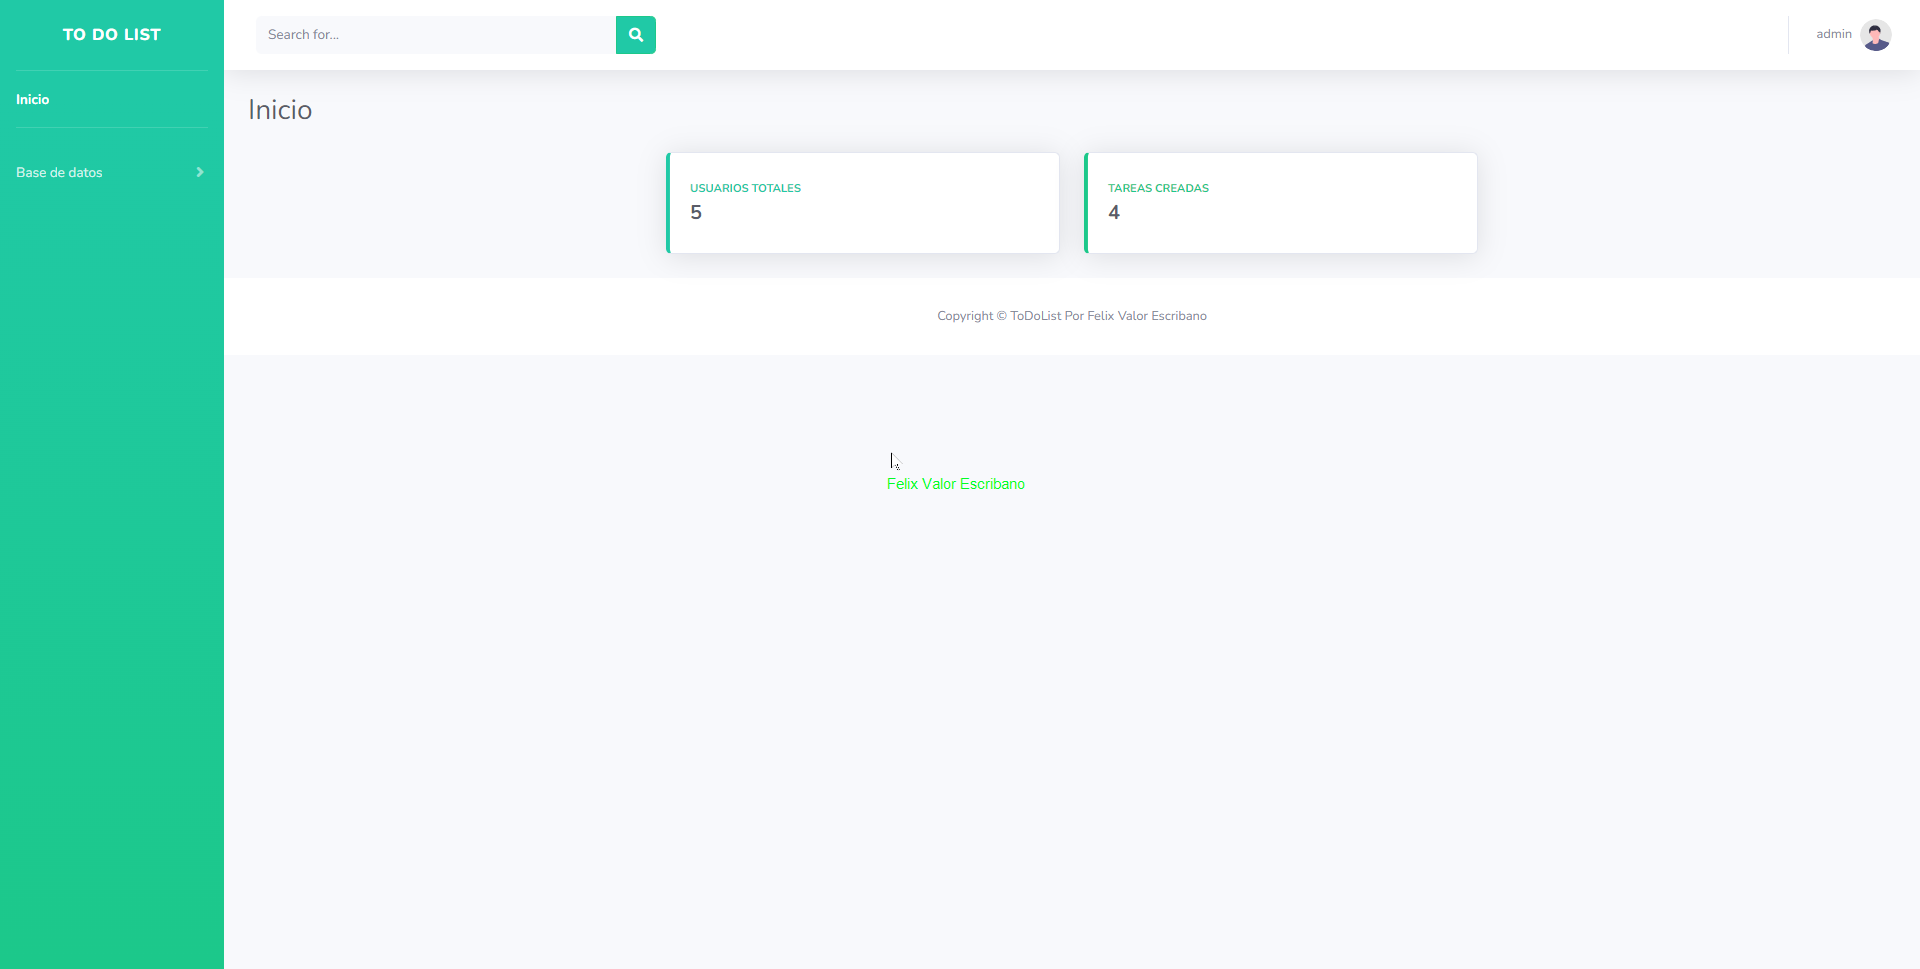 TO DO LIST
Search for...
admin
Inicio
Base de datos
Inicio
USUARIOS TOTALES
5
TAREAS CREADAS
4
Copyright © ToDoList Por Felix Valor Escribano
Felix Valor Escribano